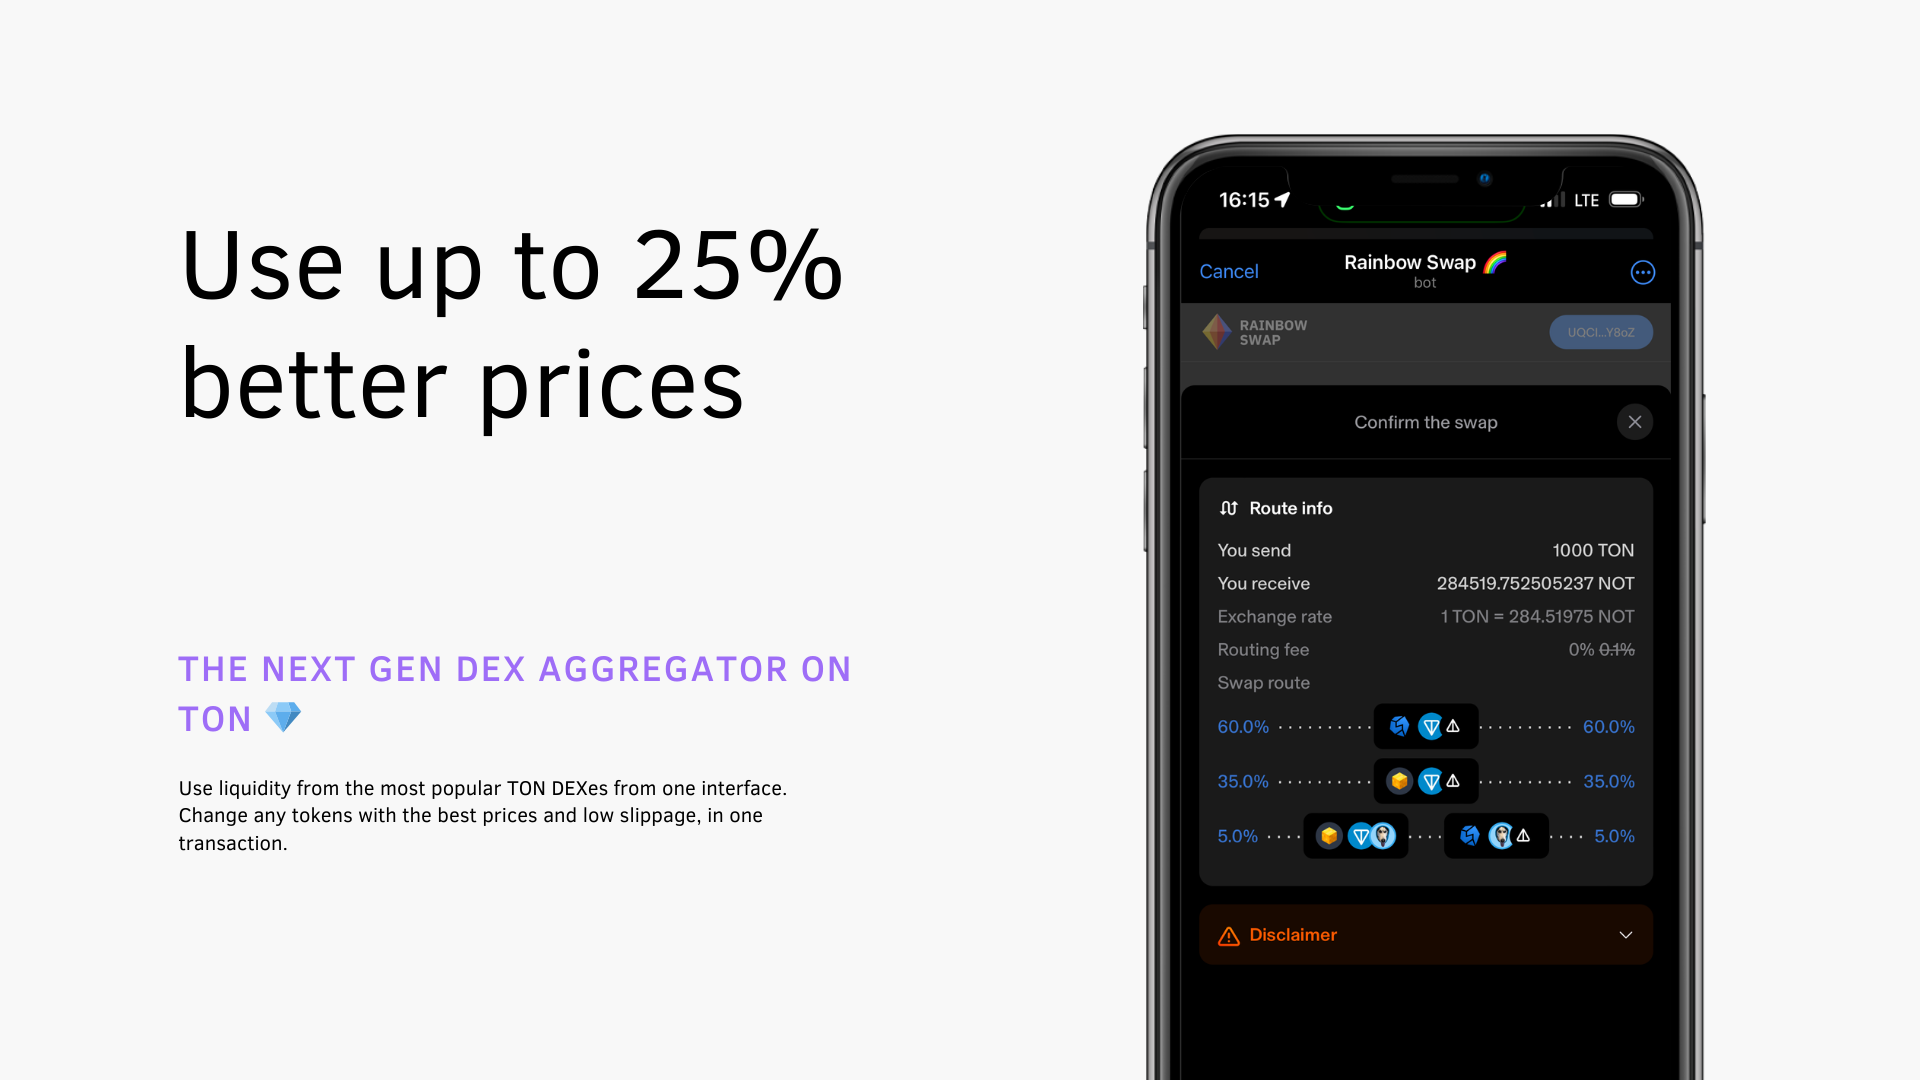 Use up to 25%
better prices
THE NEXT GEN DEX AGGREGATOR ON
TON
Use liquidity from the most popular TON DEXes from one interface.
Change any tokens with the best prices and low slippage, in one
transaction.
16:15 LTE
Cancel
Rainbow Swap
bot
RAINBOW
SWAP
UQCI...Y8oZ
Confirm the swap
Route info
You send 1000 TON
You receive 284519.752505237 NOT
Exchange rate 1 TON = 284.51975 NOT
Routing fee 0% 0.1%
Swap route
60.0% 60.0%
35.0% 35.0%
5.0% 5.0%
Disclaimer